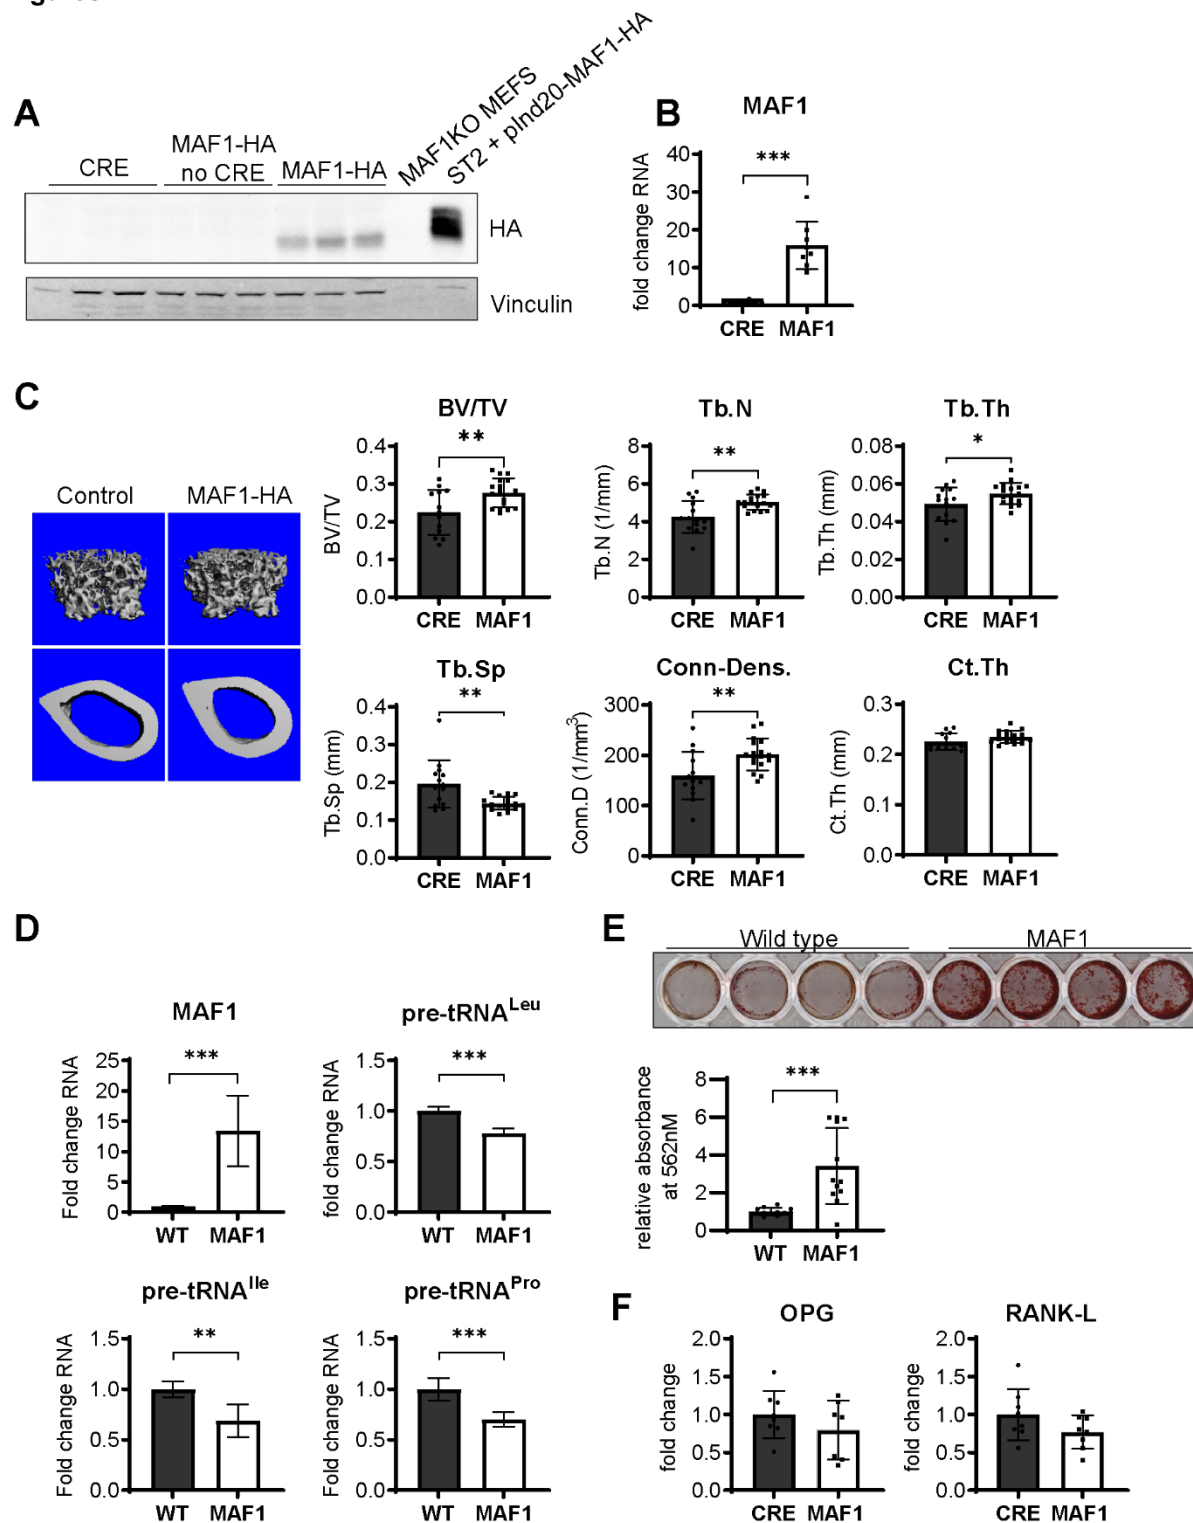 A
CRE
MAF1-HA
no CRE
MAF1-HA
MAF1KO MEFS
ST2 + pInd20-MAF1-HA
HA
Vinculin
B
MAF1
fold change RNA
40
30
20
10
0
***
CRE MAF1
C
Control MAF1-HA
BV/TV
BV/TV
0.4
0.3
0.2
0.1
0.0
**
CRE MAF1
Tb.N
Tb.N (1/mm)
8
6
4
2
0
**
CRE MAF1
Tb.Th
Tb.Th (mm)
0.08
0.06
0.04
0.02
0.00
*
CRE MAF1
Tb.Sp
Tb.Sp (mm)
0.4
0.3
0.2
0.1
0.0
**
CRE MAF1
Conn-Dens.
Conn.D (1/mm³)
300
200
100
0
**
CRE MAF1
Ct.Th
Ct.Th (mm)
0.3
0.2
0.1
0.0
CRE MAF1
D
MAF1
Fold change RNA
25
20
15
10
5
0
***
WT MAF1
pre-tRNA^Leu
fold change RNA
1.5
1.0
0.5
0.0
***
WT MAF1
pre-tRNA^Ile
Fold change RNA
1.5
1.0
0.5
0.0
**
WT MAF1
pre-tRNA^Pro
Fold change RNA
1.5
1.0
0.5
0.0
***
WT MAF1
E
Wild type MAF1
relative absorbance
at 562nM
8
6
4
2
0
***
WT MAF1
F
OPG
fold change
2.0
1.5
1.0
0.5
0.0
CRE MAF1
RANK-L
fold change
2.0
1.5
1.0
0.5
0.0
CRE MAF1